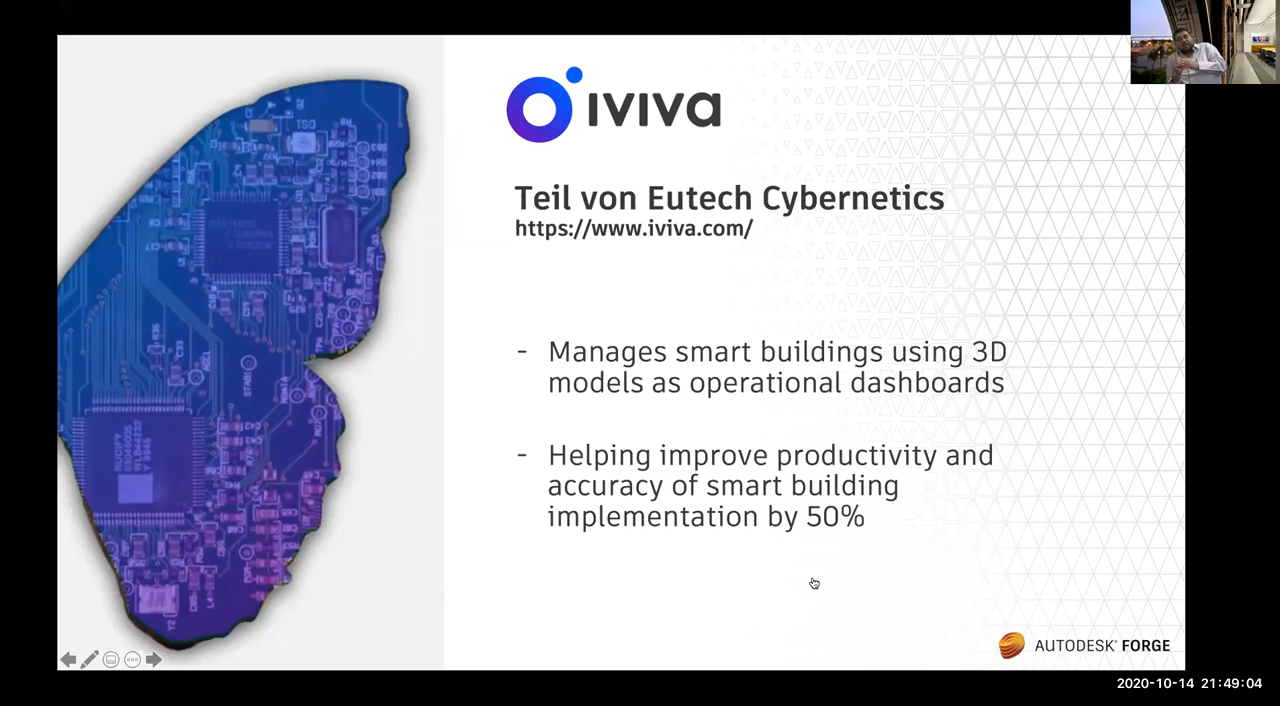 iviva
Teil von Eutech Cybernetics
https://www.iviva.com/
- Manages smart buildings using 3D
models as operational dashboards
- Helping improve productivity and
accuracy of smart building
implementation by 50%
AUTODESK® FORGE
2020-10-14 21:49:04